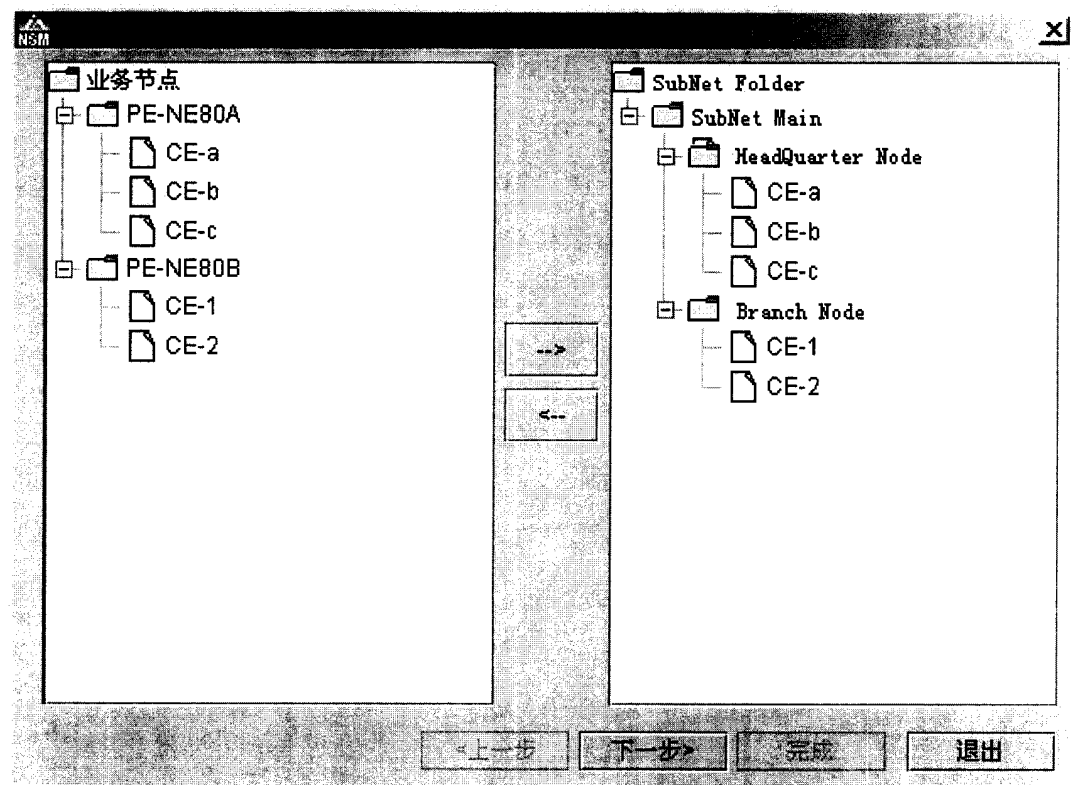 NSM
业务节点
PE-NE80A
CE-a
CE-b
CE-c
PE-NE80B
CE-1
CE-2
-->
<--
SubNet Folder
SubNet Main
HeadQuarter Node
CE-a
CE-b
CE-c
Branch Node
CE-1
CE-2
<上一步 下一步> 完成 退出